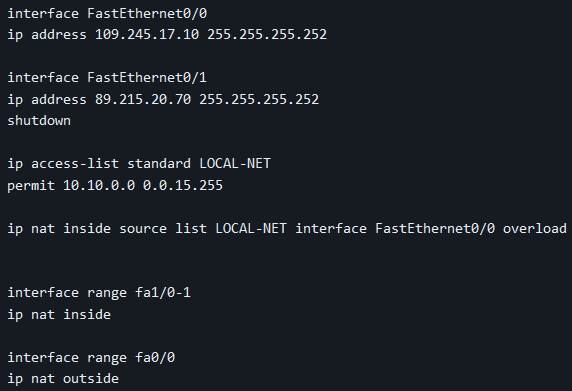 interface FastEthernet0/0
ip address 109.245.17.10 255.255.255.252
interface FastEthernet0/1
ip address 89.215.20.70 255.255.255.252
shutdown
ip access-list standard LOCAL-NET
permit 10.10.0.0 0.0.15.255
ip nat inside source list LOCAL-NET interface FastEthernet0/0 overload
interface range fa1/0-1
ip nat inside
interface range fa0/0
ip nat outside